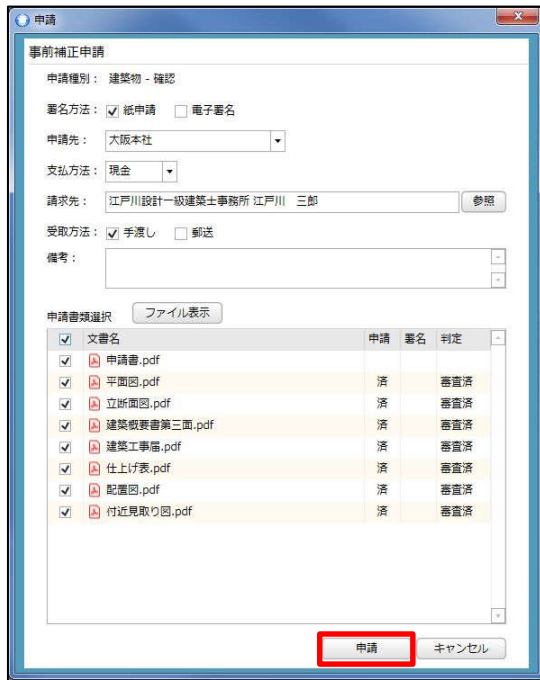 申請
事前補正申請
申請種別： 建築物 - 確認
署名方法： 紙申請 電子署名
申請先： 大阪本社
支払方法： 現金
請求先： 江戸川設計一級建築士事務所 江戸川　三郎 参照
受取方法： 手渡し 郵送
備考：
申請書類選択 ファイル表示
文書名 申請 署名 判定
申請書.pdf
平面図.pdf 済 審査済
立断面図.pdf 済 審査済
建築概要書第三面.pdf 済 審査済
建築工事届.pdf 済 審査済
仕上げ表.pdf 済 審査済
配置図.pdf 済 審査済
付近見取り図.pdf 済 審査済
申請 キャンセル